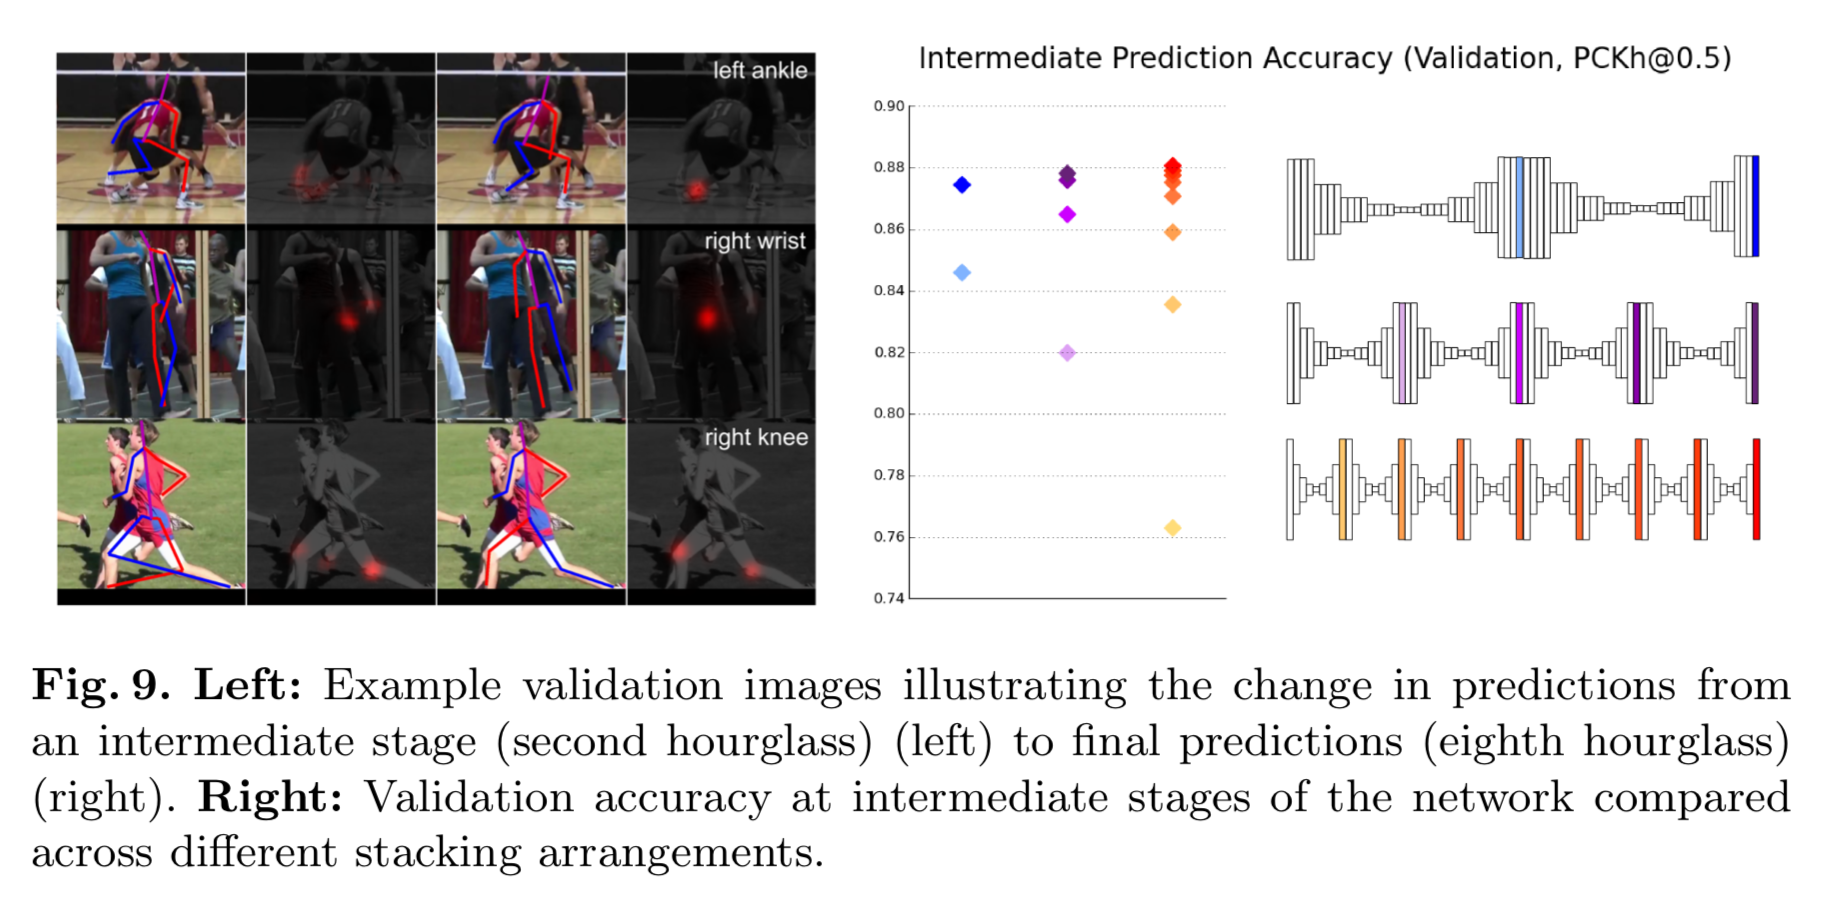 left ankle
right wrist
right knee
Intermediate Prediction Accuracy (Validation, PCKh@0.5)
0.90
0.88
0.86
0.84
0.82
0.80
0.78
0.76
0.74
Fig. 9. Left: Example validation images illustrating the change in predictions from
an intermediate stage (second hourglass) (left) to final predictions (eighth hourglass)
(right). Right: Validation accuracy at intermediate stages of the network compared
across different stacking arrangements.